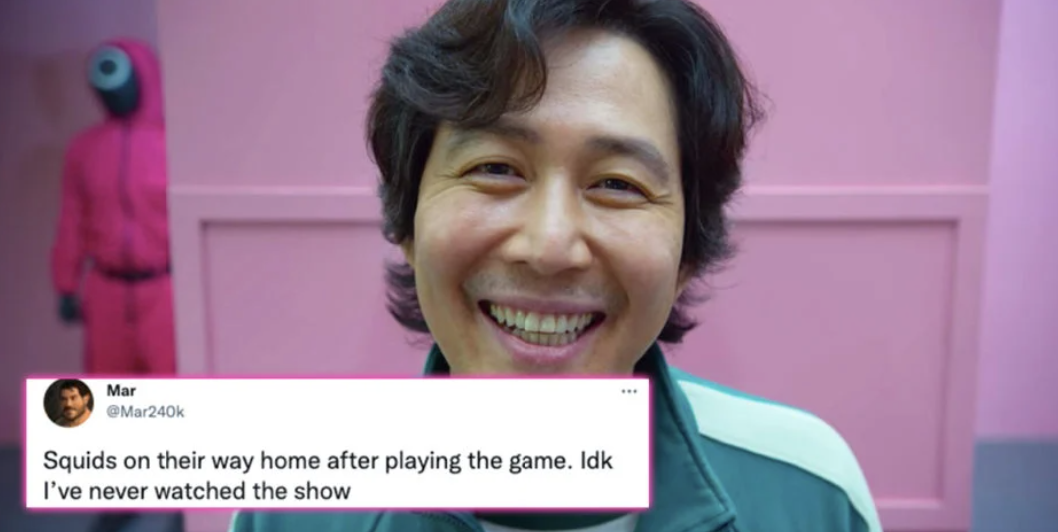 Mar
@Mar240k
Squids on their way home after playing the game. Idk
I've never watched the show